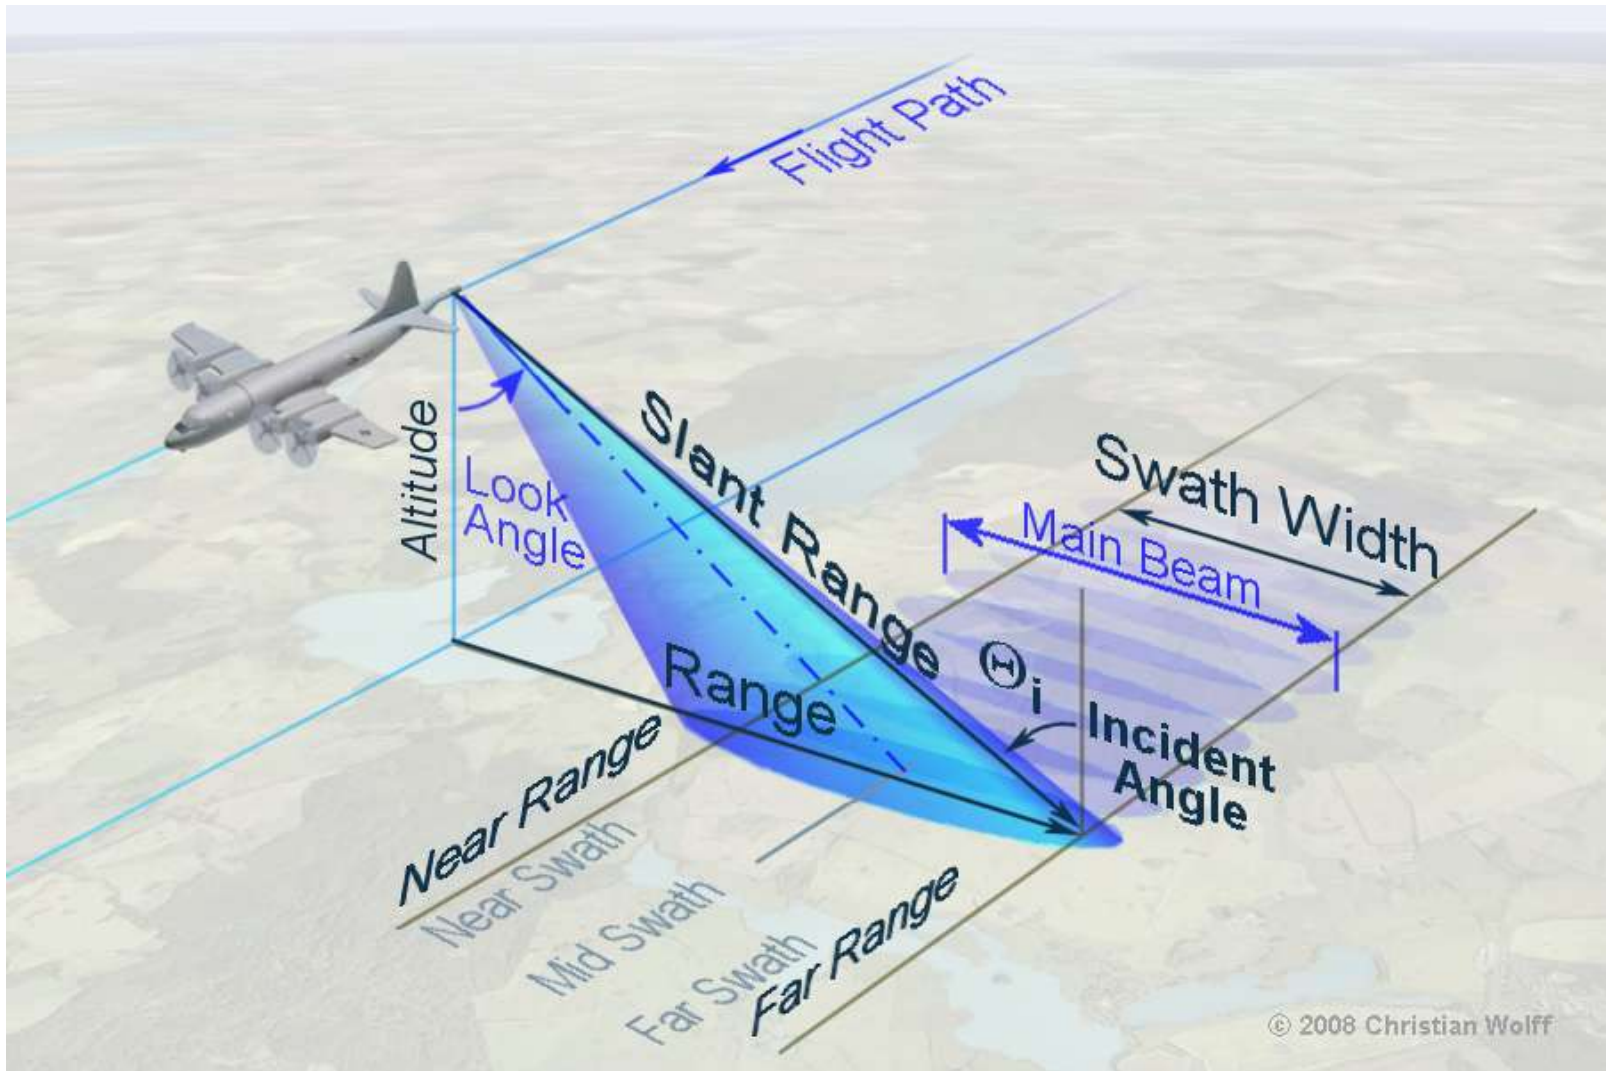 Flight Path
Altitude
Look
Angle
Slant Range
Swath Width
Main Beam
Range
Θi
Incident
Angle
Near Range
Near Swath
Mid Swath
Far Swath
Far Range
© 2008 Christian Wolff